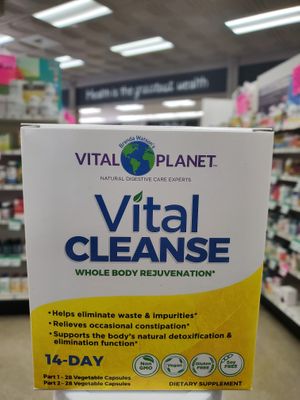 Health is the greatest wealth
Brenda Watson's
VITAL PLANET™
NATURAL DIGESTIVE CARE EXPERTS
Vital
CLEANSE
WHOLE BODY REJUVENATION*
•Helps eliminate waste & impurities*
•Relieves occasional constipation*
•Supports the body's natural detoxification &
elimination function*
14-DAY
Part 1 - 28 Vegetable Capsules
Part 2 - 28 Vegetable Capsules
Non
GMO
Vegan
Gluten
FREE
Soy
FREE
DIETARY SUPPLEMENT